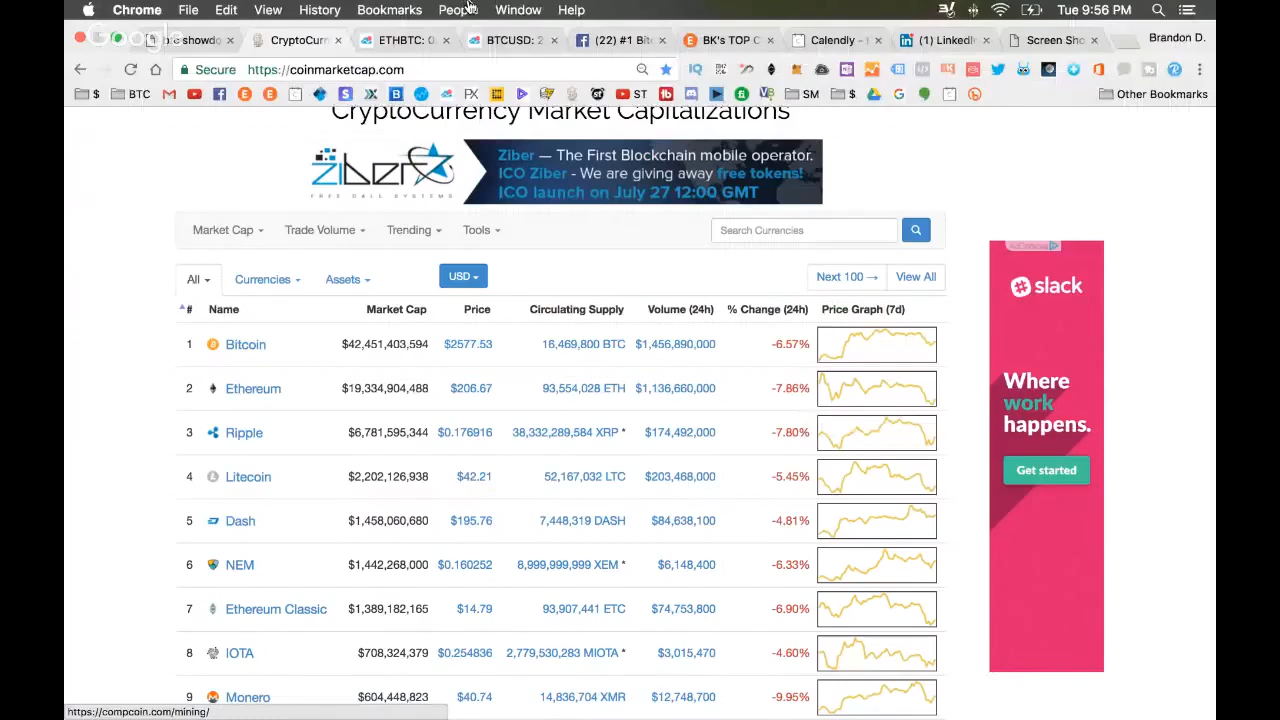 Chrome File Edit View History Bookmarks People Window Help Tue 9:56 PM
Google showdo CryptoCurr ETHBTC: 0. BTCUSD: 2 (22) #1 Bitc BK's TOP C Calendly - (1) LinkedIn Screen Sho Brandon D.
Secure https://coinmarketcap.com
$ BTC PX ST SM $ Other Bookmarks
CryptoCurrency Market Capitalizations
ziber
FREE CALL SYSTEMS
Ziber — The First Blockchain mobile operator.
ICO Ziber - We are giving away free tokens!
ICO launch on July 27 12:00 GMT
Market Cap Trade Volume Trending Tools Search Currencies
All Currencies Assets USD Next 100 → View All
# Name Market Cap Price Circulating Supply Volume (24h) % Change (24h) Price Graph (7d)
1 Bitcoin $42,451,403,594 $2577.53 16,469,800 BTC $1,456,890,000 -6.57%
2 Ethereum $19,334,904,488 $206.67 93,554,028 ETH $1,136,660,000 -7.86%
3 Ripple $6,781,595,344 $0.176916 38,332,289,584 XRP * $174,492,000 -7.80%
4 Litecoin $2,202,126,938 $42.21 52,167,032 LTC $203,468,000 -5.45%
5 Dash $1,458,060,680 $195.76 7,448,319 DASH $84,638,100 -4.81%
6 NEM $1,442,268,000 $0.160252 8,999,999,999 XEM * $6,148,400 -6.33%
7 Ethereum Classic $1,389,182,165 $14.79 93,907,441 ETC $74,753,800 -6.90%
8 IOTA $708,324,379 $0.254836 2,779,530,283 MIOTA * $3,015,470 -4.60%
9 Monero $604,448,823 $40.74 14,836,704 XMR $12,748,700 -9.95%
slack
Where
work
happens.
Get started
https://compcoin.com/mining/